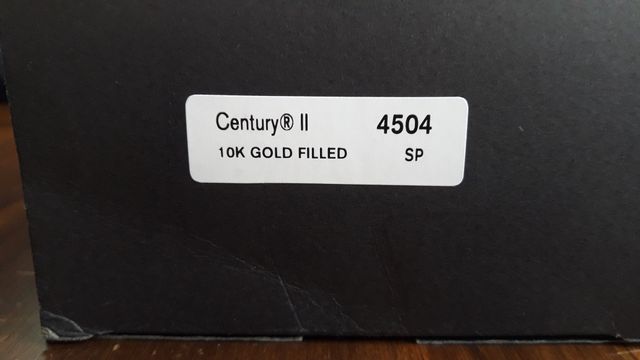 Century® II 4504
10K GOLD FILLED SP